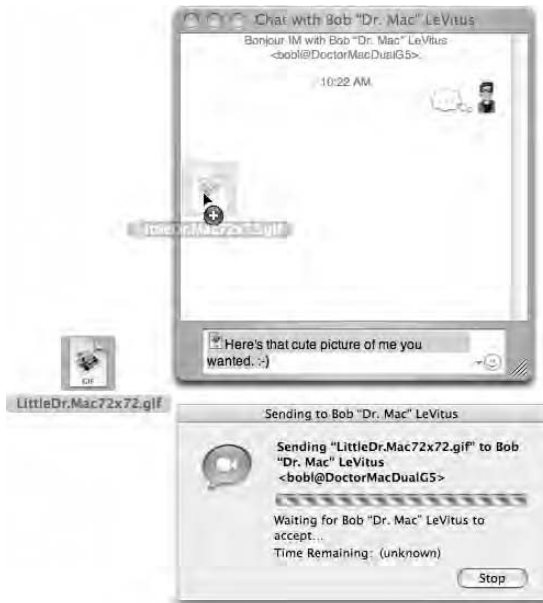 Chat with Bob "Dr. Mac" LeVitus
Bonjour IM with Bob "Dr. Mac" LeVitus
<bobl@DoctorMacDualG5>.
10:22 AM
LittleDr.Mac72x72.gif
Here's that cute picture of me you
wanted. :-)
GIF
LittleDr.Mac72x72.gif
Sending to Bob "Dr. Mac" LeVitus
Sending "LittleDr.Mac72x72.gif" to Bob
"Dr. Mac" LeVitus
<bobl@DoctorMacDualG5>
Waiting for Bob "Dr. Mac" LeVitus to
accept...
Time Remaining: (unknown)
Stop